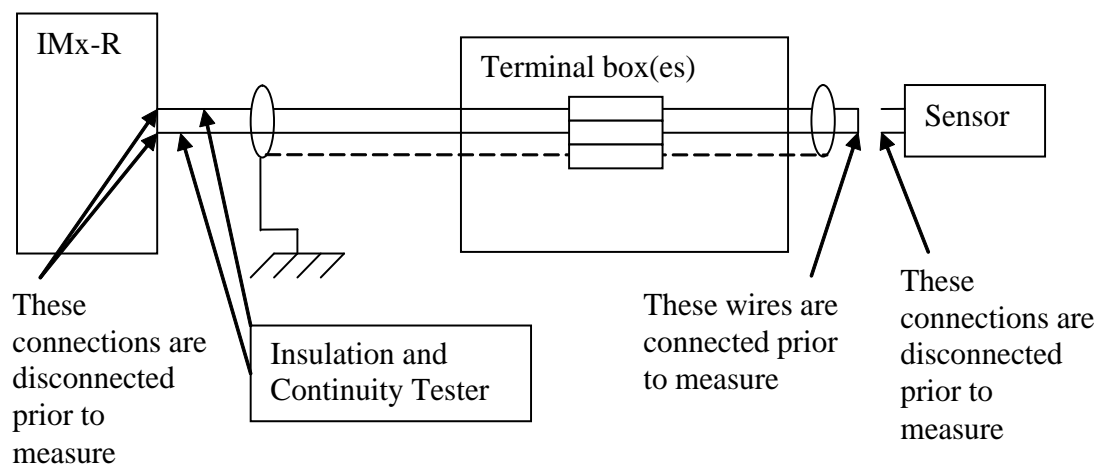 IMx-R
Terminal box(es)
Sensor
These
connections are
disconnected
prior to
measure
Insulation and
Continuity Tester
These wires are
connected prior
to measure
These
connections are
disconnected
prior to
measure